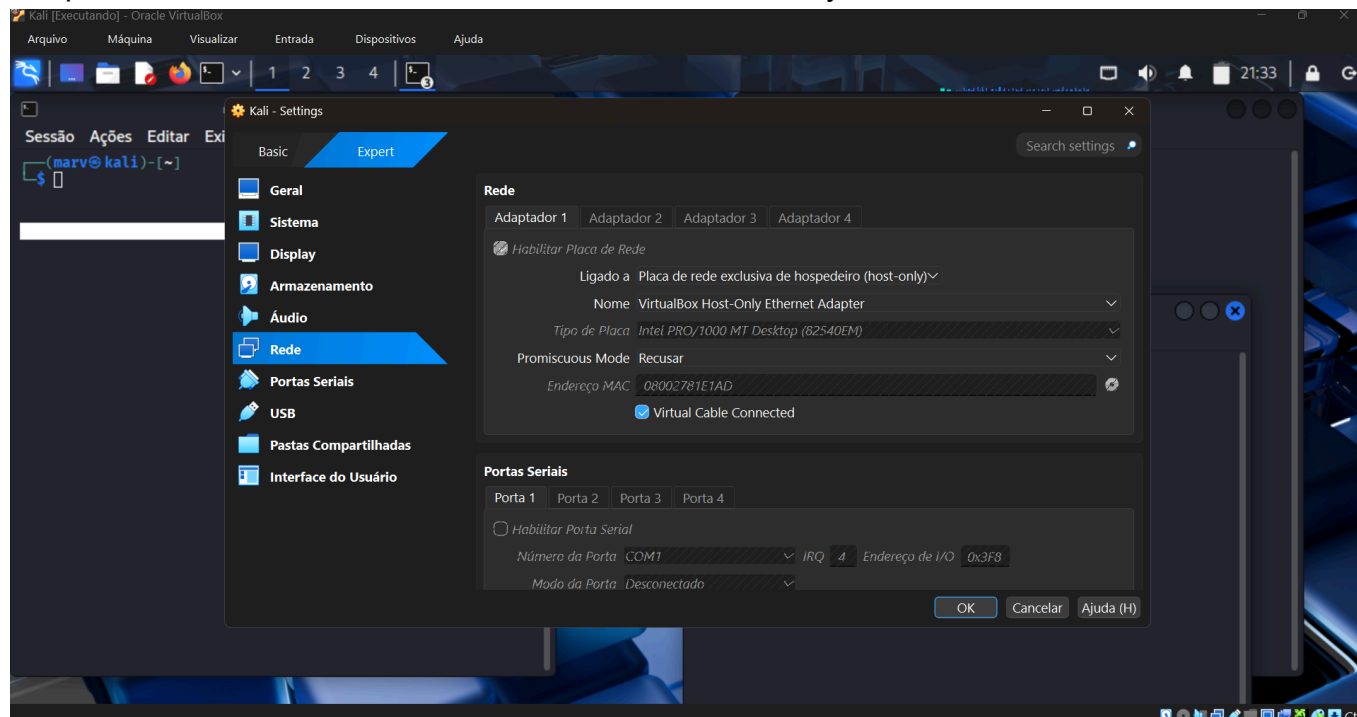 Kali [Executando] - Oracle VirtualBox
Arquivo Máquina Visualizar Entrada Dispositivos Ajuda
1 2 3 4 3 21:33
Kali - Settings
Sessão Ações Editar Exi
Basic Expert Search settings
(marv㉿kali)-[~]
$
Geral
Sistema
Display
Armazenamento
Áudio
Rede
Portas Seriais
USB
Pastas Compartilhadas
Interface do Usuário
Rede
Adaptador 1 Adaptador 2 Adaptador 3 Adaptador 4
Habilitar Placa de Rede
Ligado a Placa de rede exclusiva de hospedeiro (host-only)
Nome VirtualBox Host-Only Ethernet Adapter
Tipo de Placa Intel PRO/1000 MT Desktop (82540EM)
Promiscuous Mode Recusar
Endereço MAC 08002781E1AD
Virtual Cable Connected
Portas Seriais
Porta 1 Porta 2 Porta 3 Porta 4
Habilitar Porta Serial
Número da Porta COM1 IRQ 4 Endereço de I/O 0x3F8
Modo da Porta Desconectado
OK Cancelar Ajuda (H)